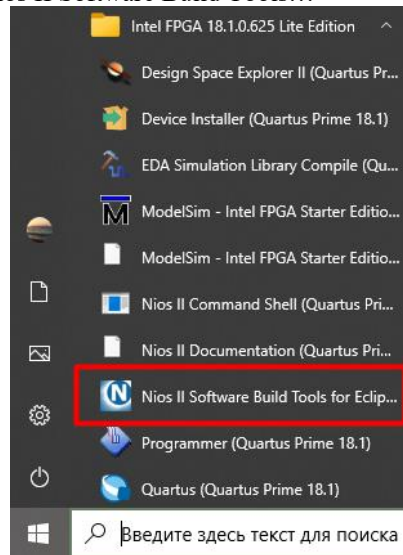 Intel FPGA 18.1.0.625 Lite Edition
Design Space Explorer II (Quartus Pr...
Device Installer (Quartus Prime 18.1)
EDA Simulation Library Compile (Qu...
ModelSim - Intel FPGA Starter Editio...
ModelSim - Intel FPGA Starter Editio...
Nios II Command Shell (Quartus Pri...
Nios II Documentation (Quartus Pri...
Nios II Software Build Tools for Eclip...
Programmer (Quartus Prime 18.1)
Quartus (Quartus Prime 18.1)
Введите здесь текст для поиска